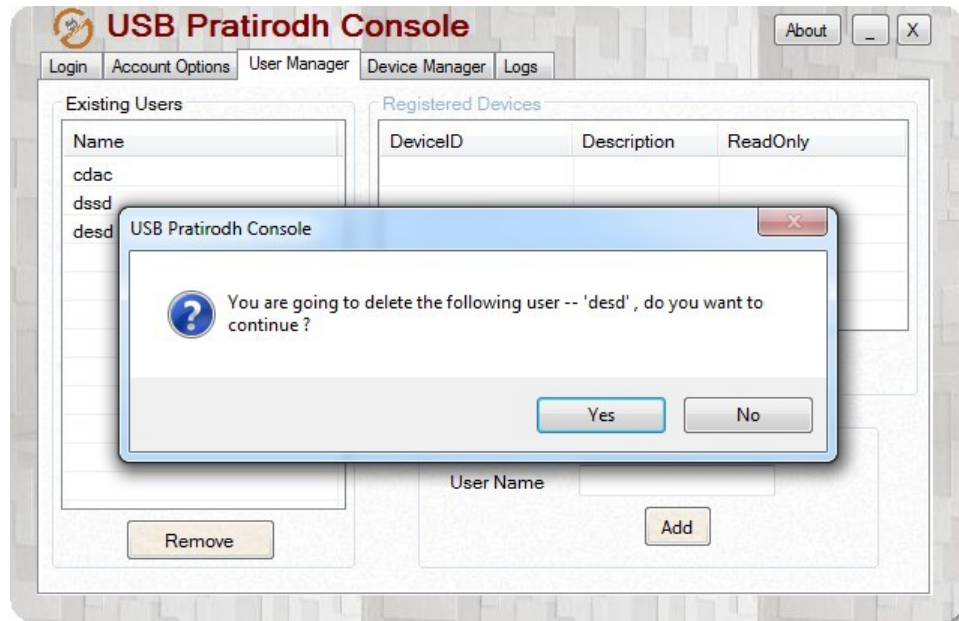 USB Pratirodh Console
About _ X
Login Account Options User Manager Device Manager Logs
Existing Users
Registered Devices
Name
DeviceID Description ReadOnly
cdac
dssd
desd
USB Pratirodh Console
X
You are going to delete the following user -- 'desd' , do you want to
continue ?
Yes No
User Name
Add
Remove